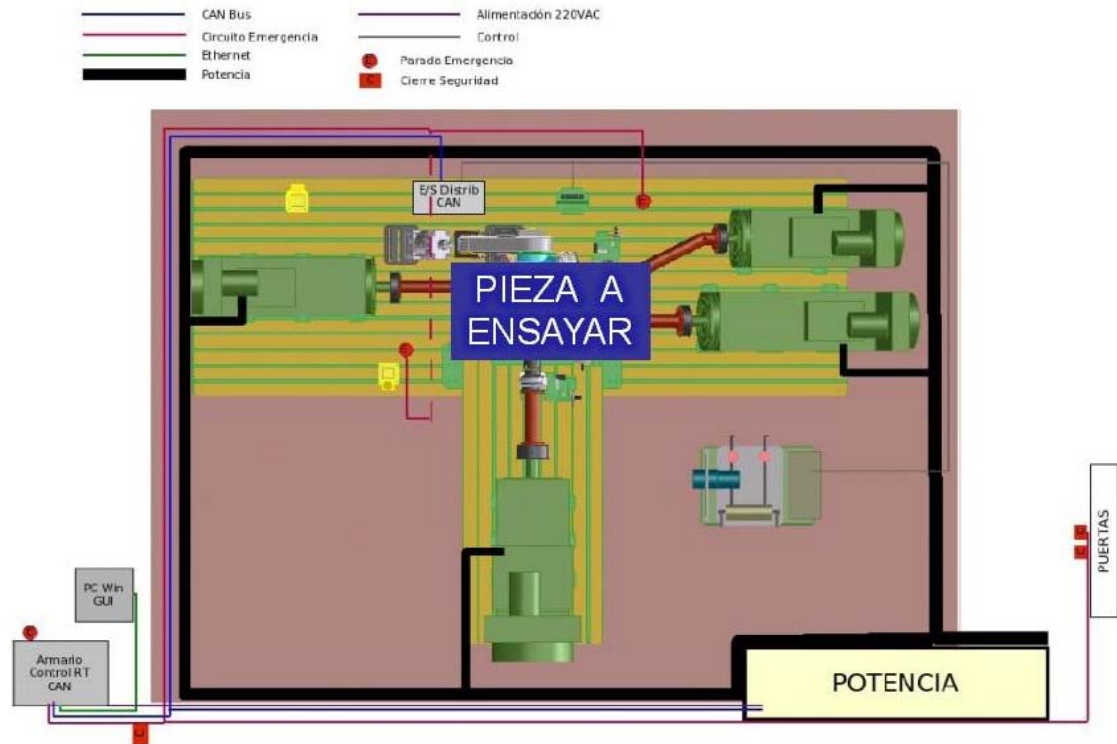 CAN Bus
Circuito Emergencia
Ethernet
Potencia
Alimentación 220VAC
Control
E
Parada Emergencia
C
Cierre Seguridad
E/S Distrib
CAN
E
PIEZA A
ENSAYAR
E
PUERTAS
C
C
PC Win
GUI
E
Armario
Control RT
CAN
POTENCIA
C